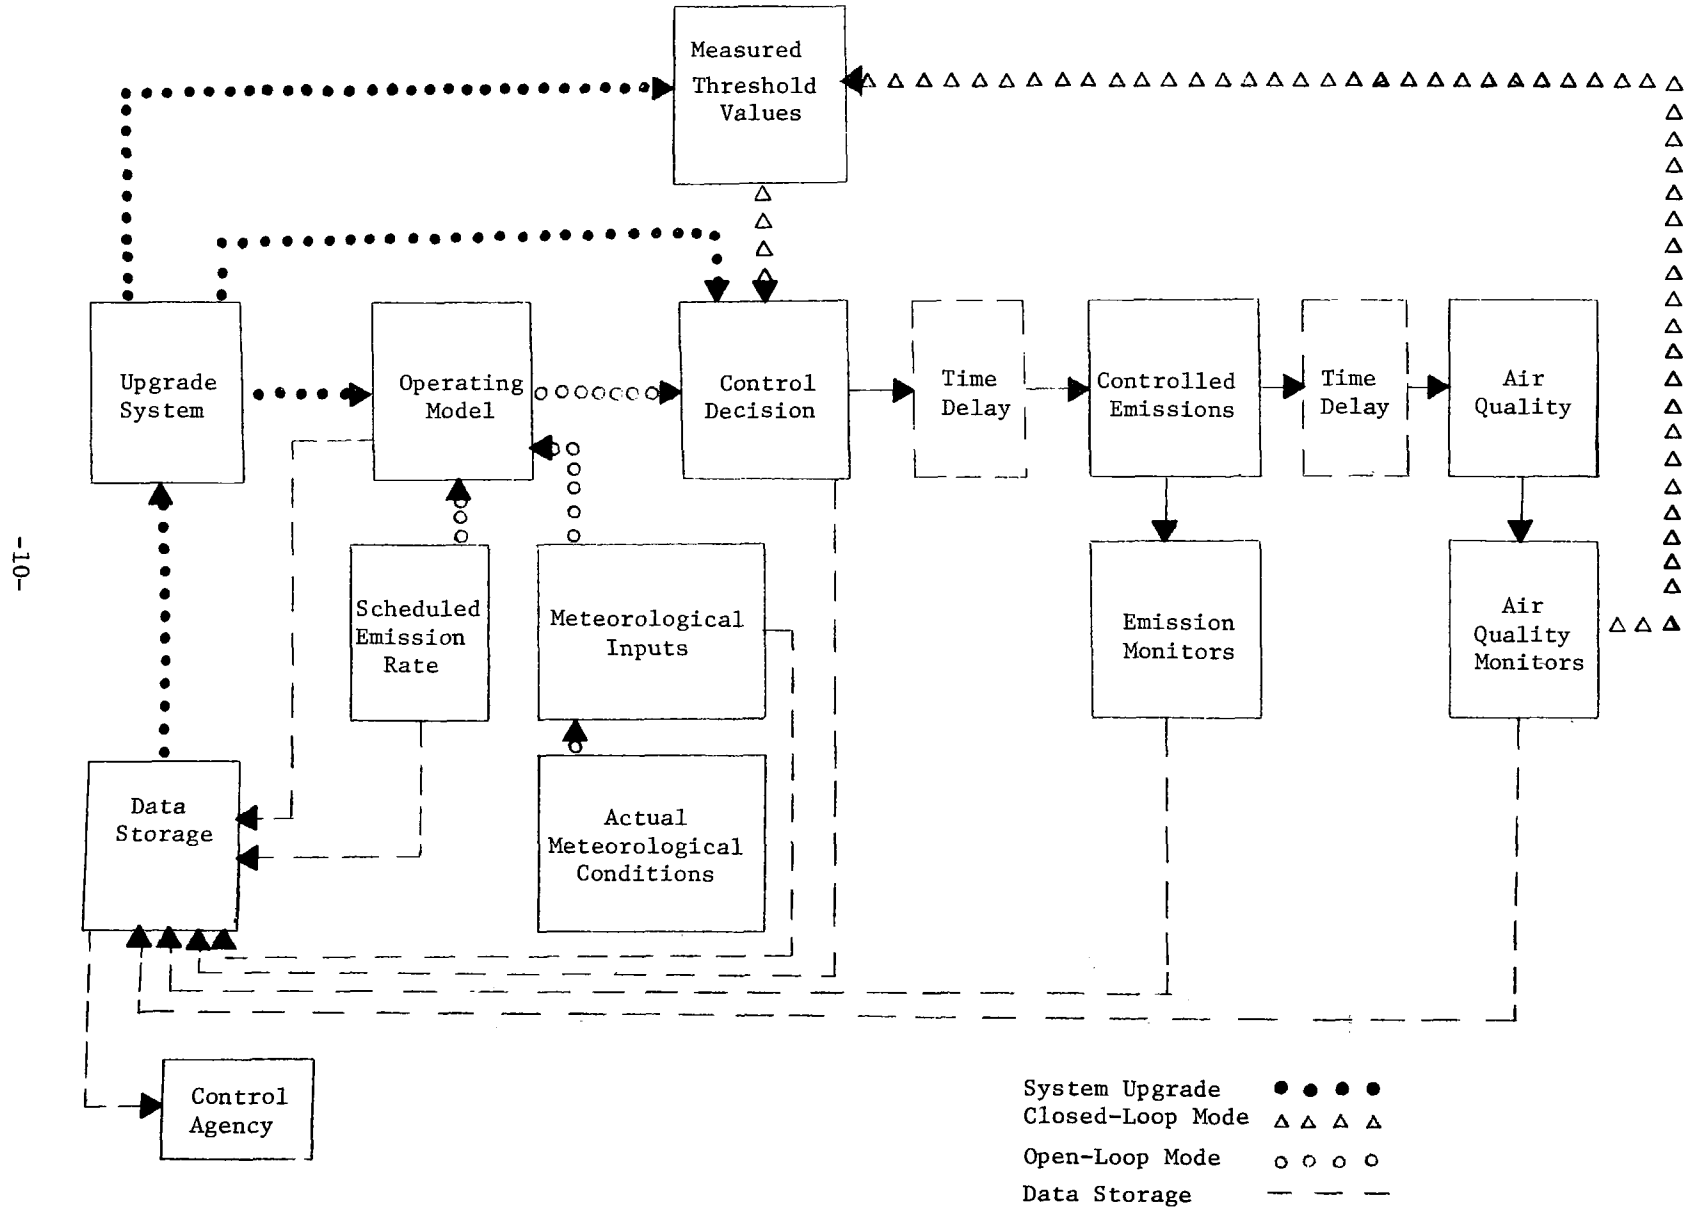 Measured
Threshold
Values
Upgrade
System
Operating
Model
Control
Decision
Time
Delay
Controlled
Emissions
Time
Delay
Air
Quality
-10-
Scheduled
Emission
Rate
Meteorological
Inputs
Emission
Monitors
Air
Quality
Monitors
Data
Storage
Actual
Meteorological
Conditions
Control
Agency
System Upgrade
Closed-Loop Mode
Open-Loop Mode
Data Storage